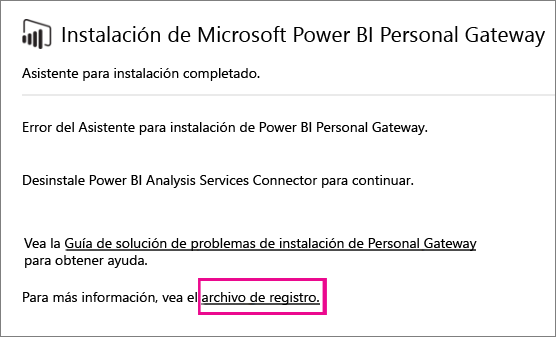 Instalación de Microsoft Power BI Personal Gateway
Asistente para instalación completado.
Error del Asistente para instalación de Power BI Personal Gateway.
Desinstale Power BI Analysis Services Connector para continuar.
Vea la Guía de solución de problemas de instalación de Personal Gateway
para obtener ayuda.
Para más información, vea el archivo de registro.